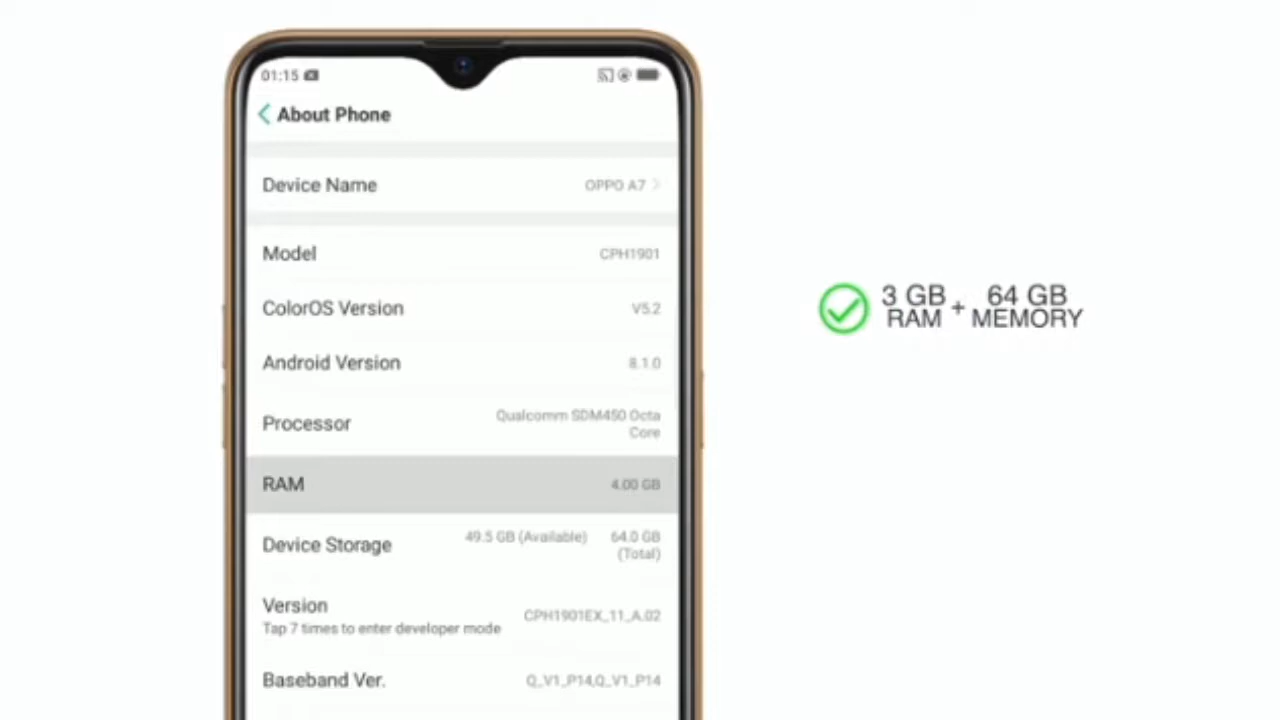 01:15
About Phone
Device Name OPPO A7
Model CPH1901
ColorOS Version V5.2
Android Version 8.1.0
Processor Qualcomm SDM450 Octa
Core
RAM 4.00 GB
Device Storage 49.5 GB (Available) 64.0 GB
(Total)
Version CPH1901EX_11_A.02
Tap 7 times to enter developer mode
Baseband Ver. Q_V1_P14,Q_V1_P14
3 GB + 64 GB
RAM MEMORY